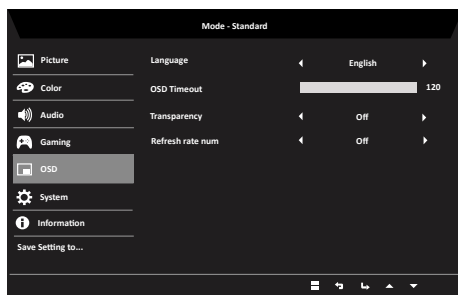 Mode - Standard
Picture
Color
Audio
Gaming
OSD
System
Information
Save Setting to...
Language English
OSD Timeout 120
Transparency Off
Refresh rate num Off